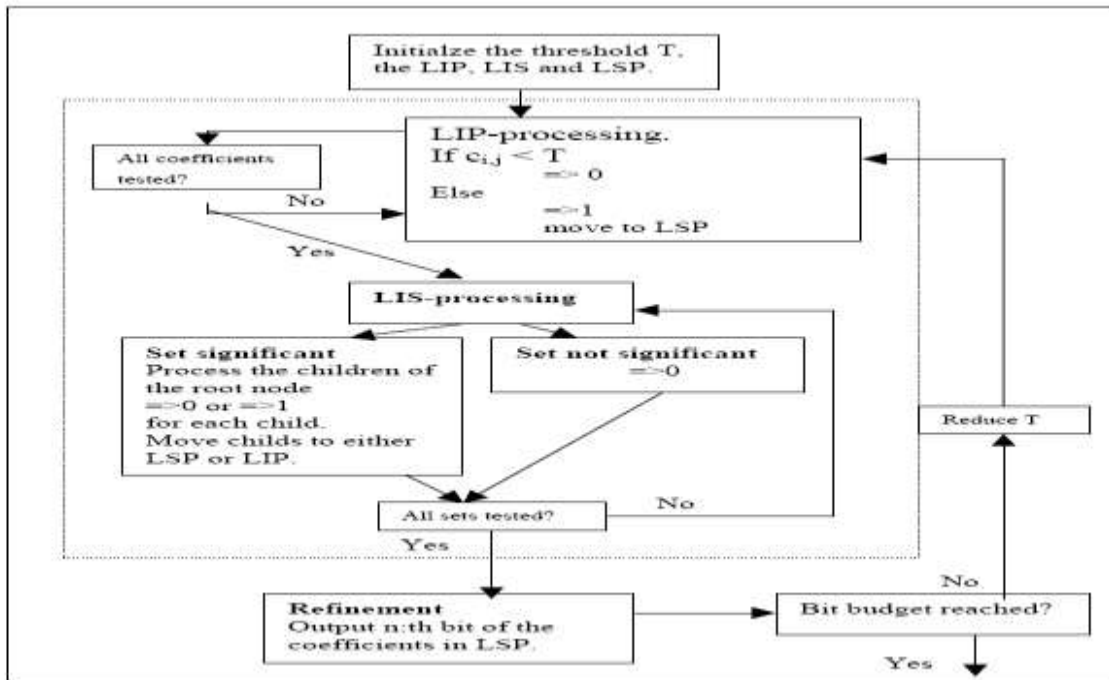 Initialze the threshold T,
the LIP, LIS and LSP.
LIP-processing.
If ci,j < T
=> 0
Else
=>1
move to LSP
All coefficients
tested?
No
Yes
LIS-processing
Set significant
Process the children of
the root node
=>0 or =>1
for each child.
Move childs to either
LSP or LIP.
Set not significant
=>0
Reduce T
All sets tested?
No
Yes
Refinement
Output n:th bit of the
coefficients in LSP.
No
Bit budget reached?
Yes